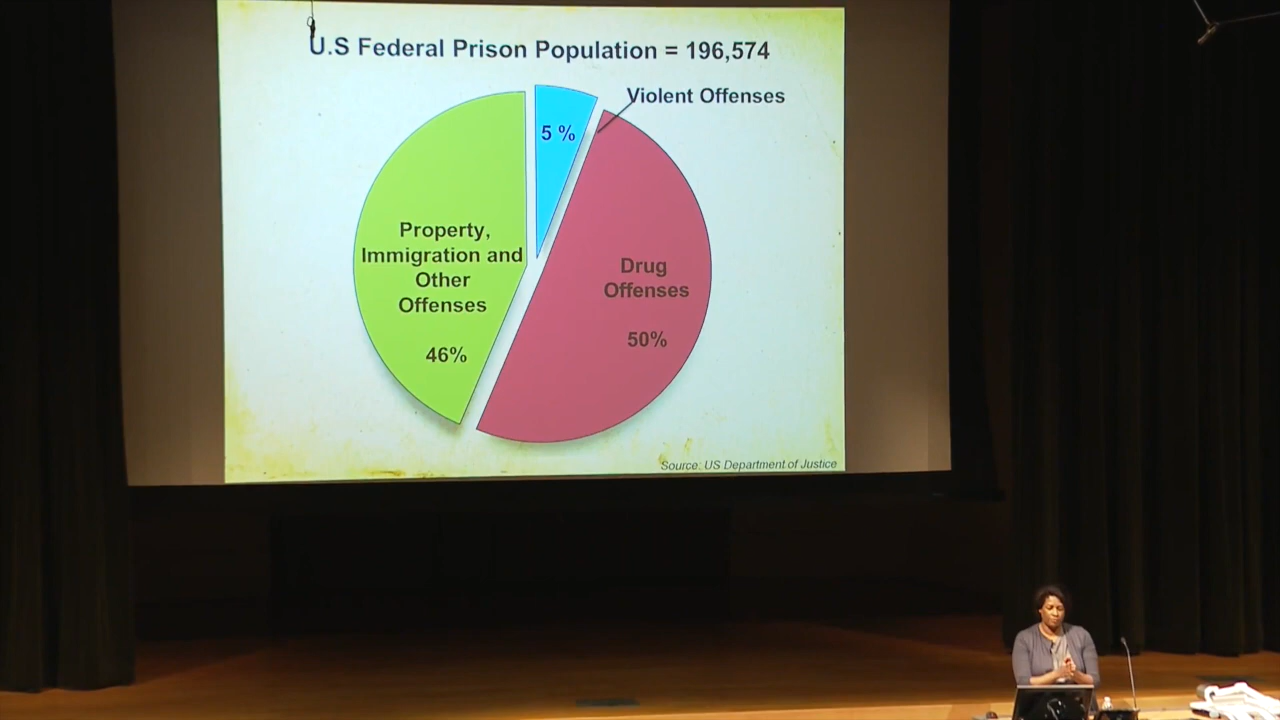 U.S Federal Prison Population = 196,574
Violent Offenses
5 %
Property,
Immigration and
Other
Offenses
46%
Drug
Offenses
50%
Source: US Department of Justice